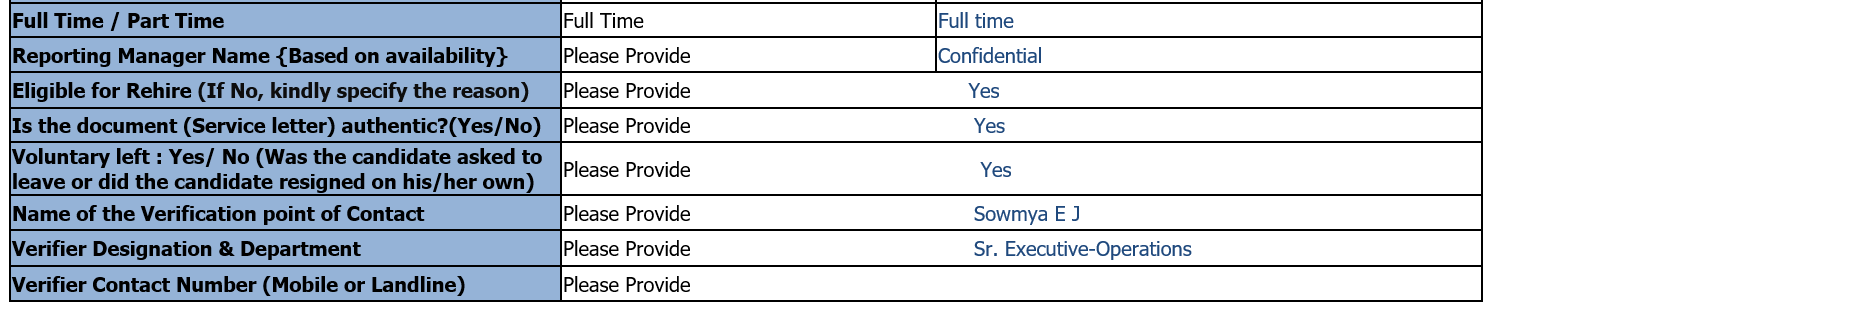 Full Time / Part Time Full Time Full time
Reporting Manager Name {Based on availability} Please Provide Confidential
Eligible for Rehire (If No, kindly specify the reason) Please Provide Yes
Is the document (Service letter) authentic?(Yes/No) Please Provide Yes
Voluntary left : Yes/ No (Was the candidate asked to
leave or did the candidate resigned on his/her own) Please Provide Yes
Name of the Verification point of Contact Please Provide Sowmya E J
Verifier Designation & Department Please Provide Sr. Executive-Operations
Verifier Contact Number (Mobile or Landline) Please Provide